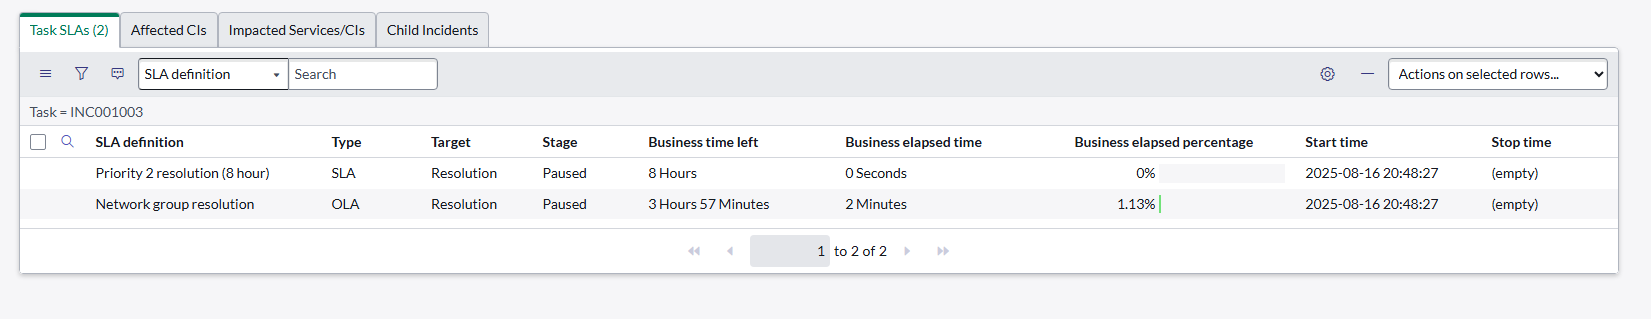 Task SLAs (2) Affected CIs Impacted Services/CIs Child Incidents
SLA definition Search Actions on selected rows...
Task = INC001003
SLA definition Type Target Stage Business time left Business elapsed time Business elapsed percentage Start time Stop time
Priority 2 resolution (8 hour) SLA Resolution Paused 8 Hours 0 Seconds 0% 2025-08-16 20:48:27 (empty)
Network group resolution OLA Resolution Paused 3 Hours 57 Minutes 2 Minutes 1.13% 2025-08-16 20:48:27 (empty)
1 to 2 of 2